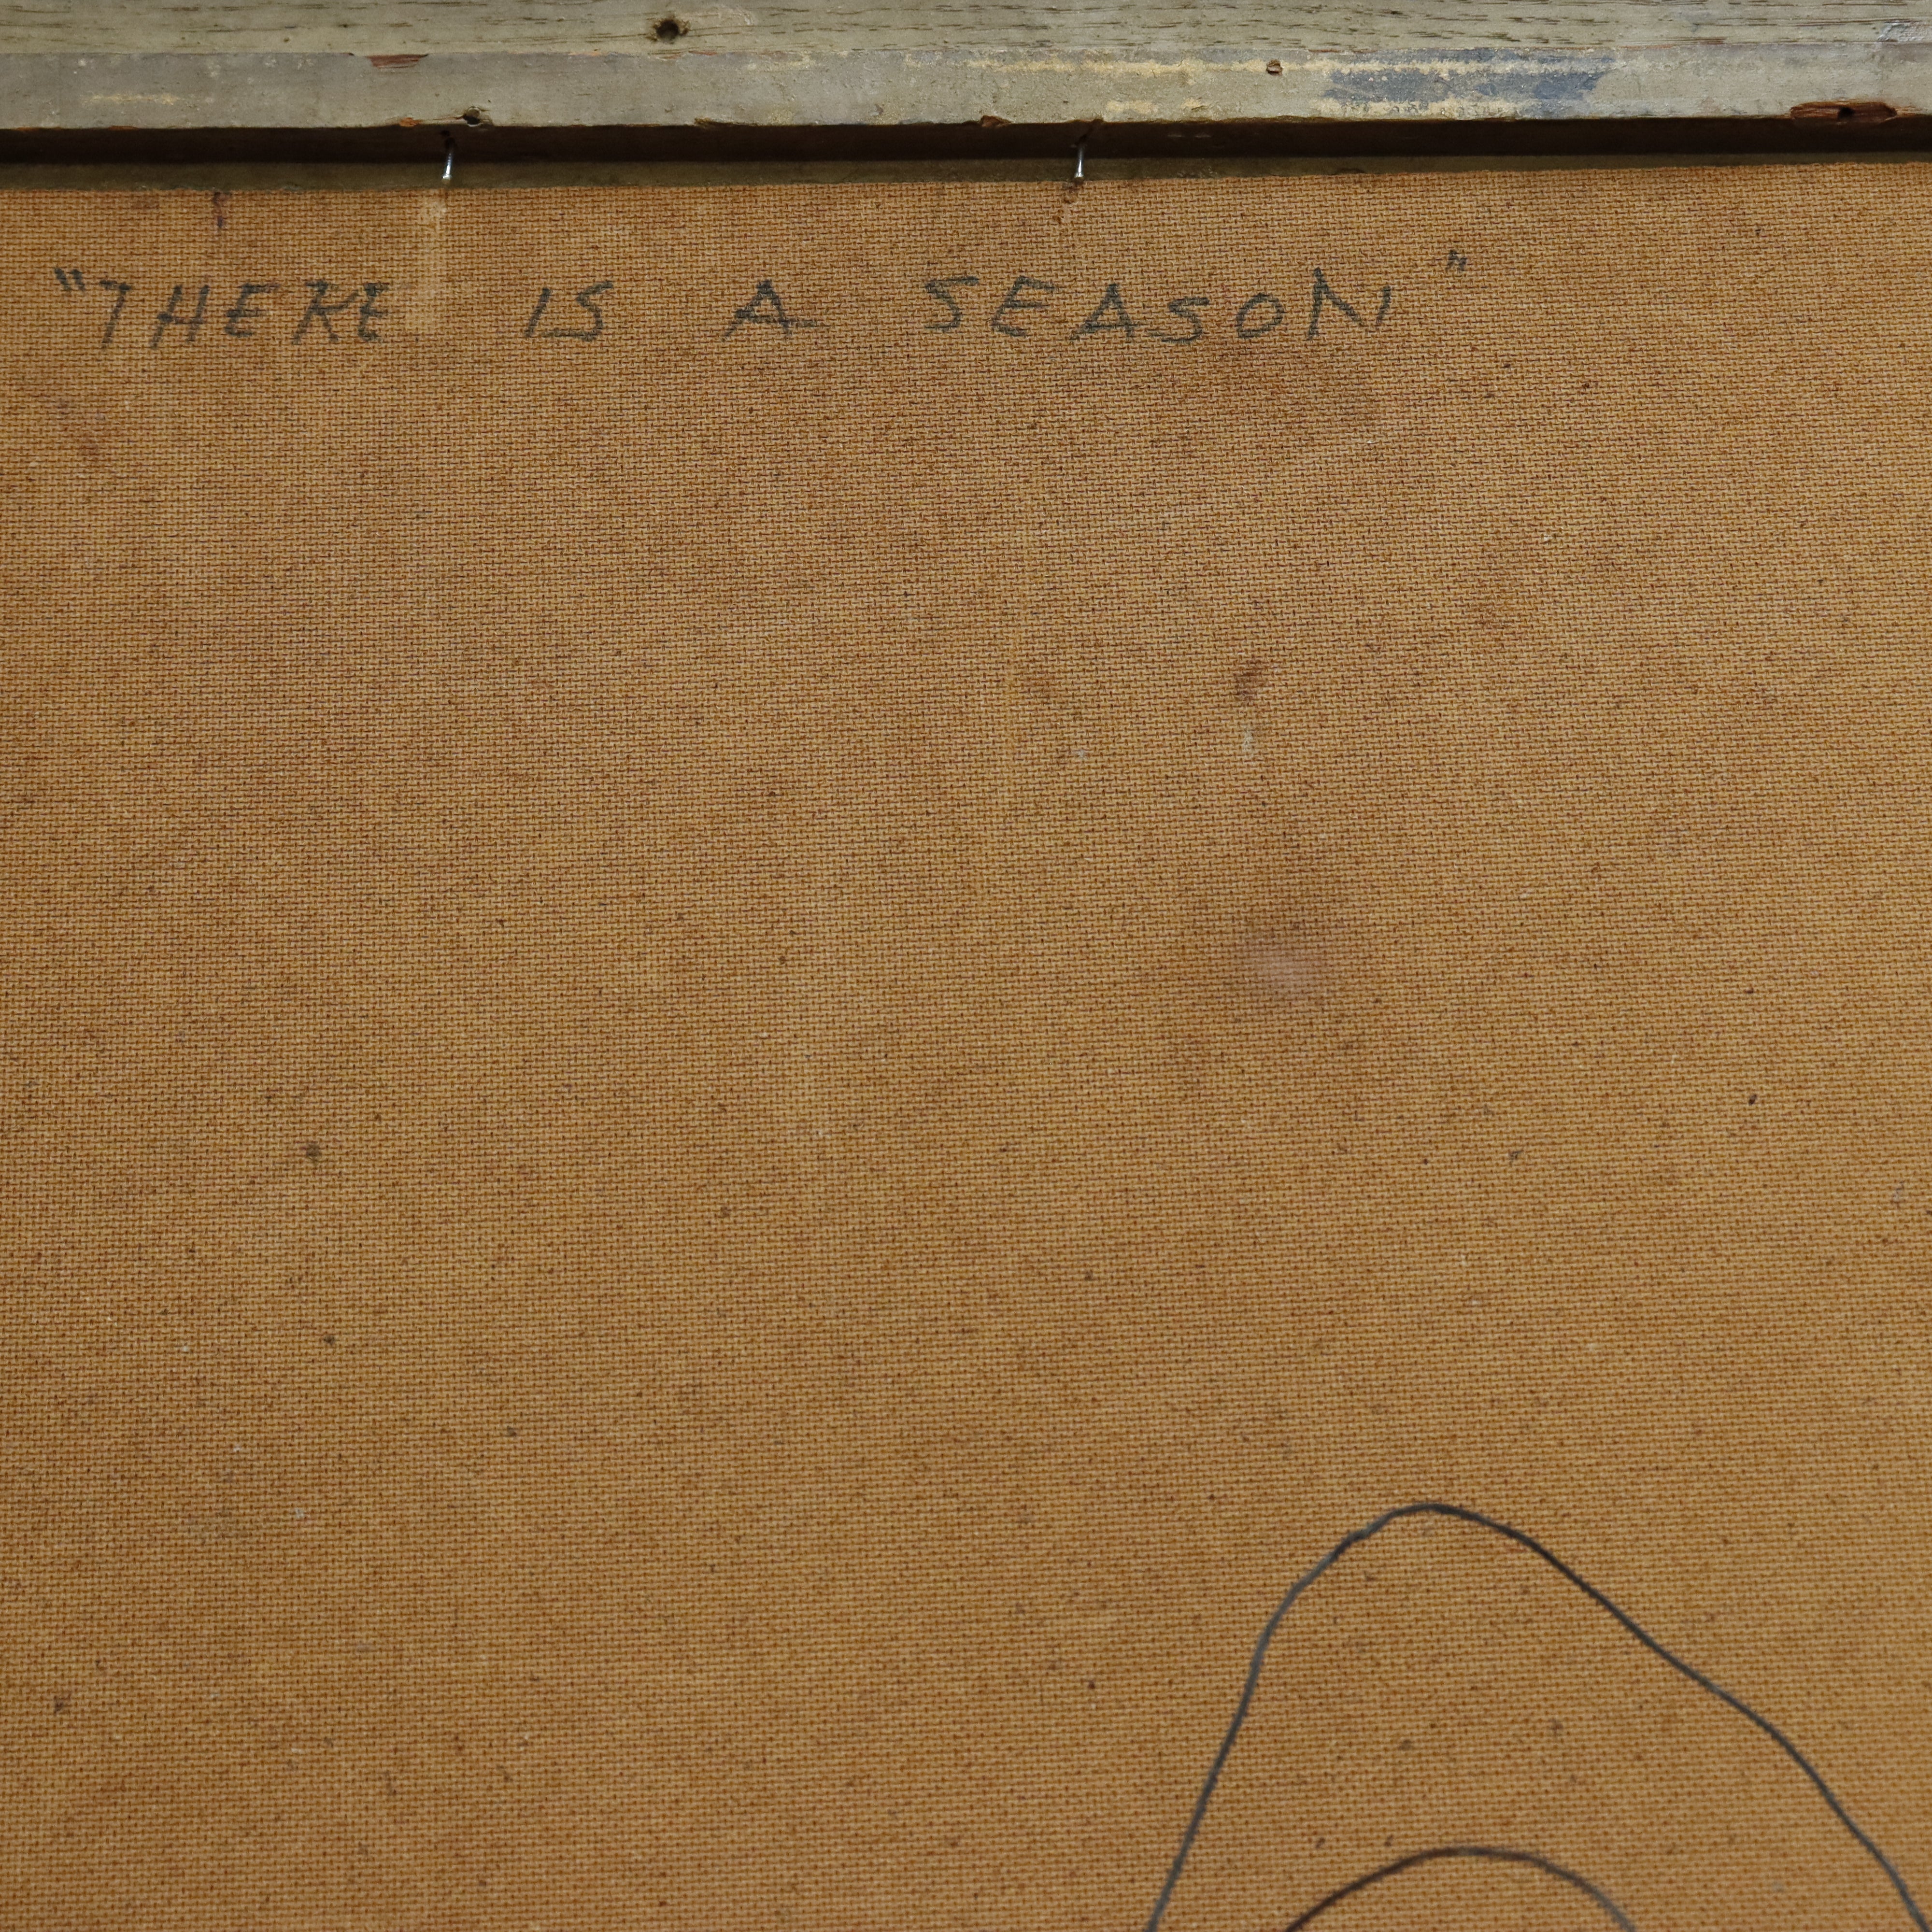 "THERE IS A SEASON"